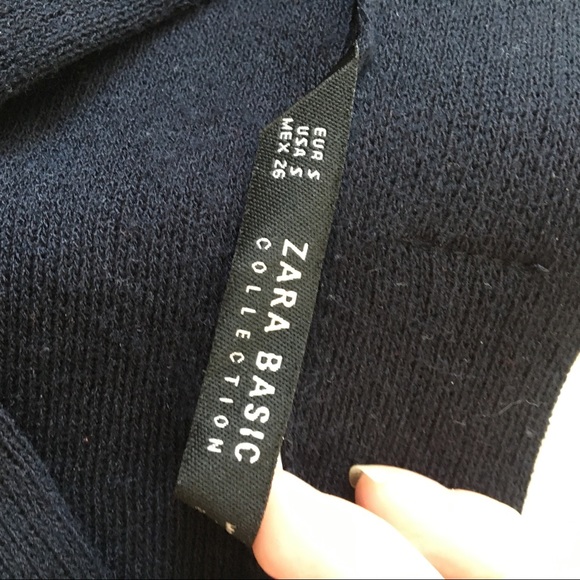 EUR S
USA S
MEX 26
ZARA BASIC
COLLECTION